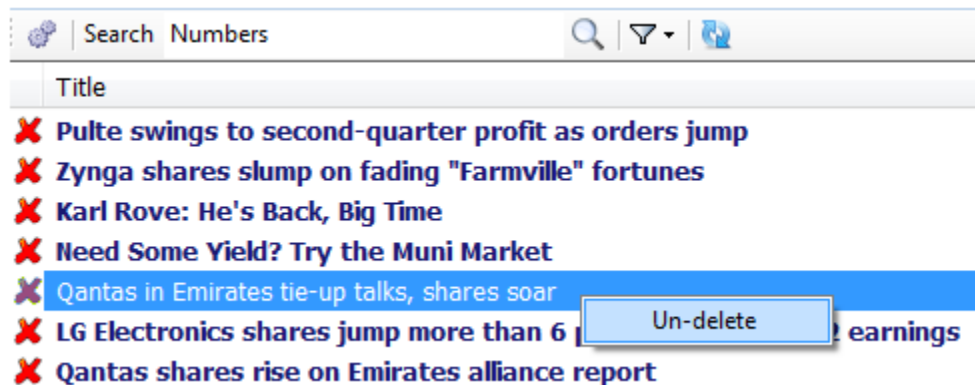 Search Numbers
Title
Pulte swings to second-quarter profit as orders jump
Zynga shares slump on fading "Farmville" fortunes
Karl Rove: He's Back, Big Time
Need Some Yield? Try the Muni Market
Qantas in Emirates tie-up talks, shares soar
Un-delete
LG Electronics shares jump more than 6 earnings
Qantas shares rise on Emirates alliance report